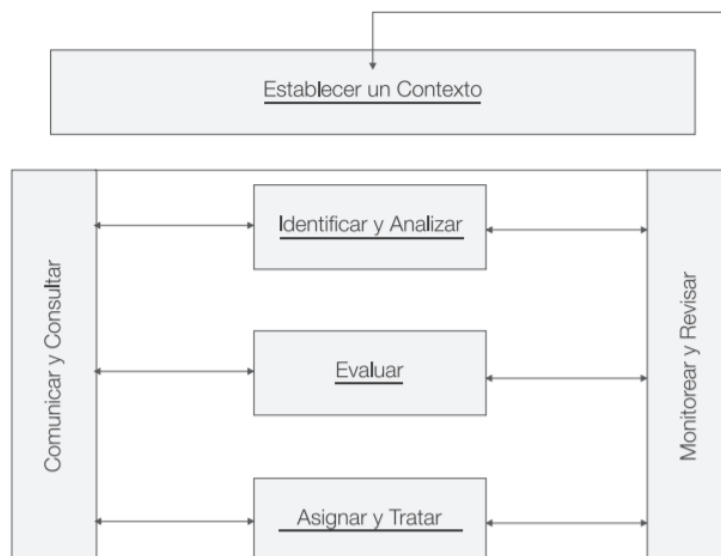 Establecer un Contexto
Comunicar y Consultar
Identificar y Analizar
Evaluar
Asignar y Tratar
Monitorear y Revisar